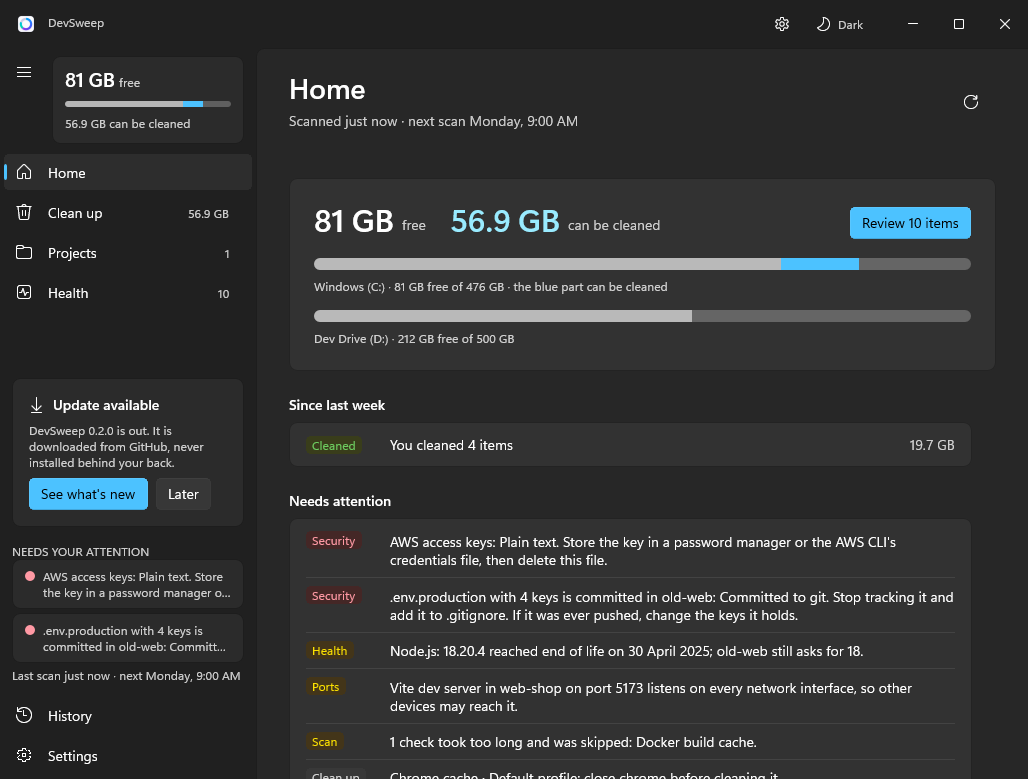 DevSweep
Dark
81 GB free
56.9 GB can be cleaned
Home
Clean up 56.9 GB
Projects 1
Health 10
Update available
DevSweep 0.2.0 is out. It is
downloaded from GitHub, never
installed behind your back.
See what's new Later
NEEDS YOUR ATTENTION
AWS access keys: Plain text. Store
the key in a password manager o...
.env.production with 4 keys is
committed in old-web: Committ...
Last scan just now · next Monday, 9:00 AM
History
Settings
Home
Scanned just now · next scan Monday, 9:00 AM
81 GB free 56.9 GB can be cleaned
Review 10 items
Windows (C:) · 81 GB free of 476 GB · the blue part can be cleaned
Dev Drive (D:) · 212 GB free of 500 GB
Since last week
Cleaned You cleaned 4 items 19.7 GB
Needs attention
Security AWS access keys: Plain text. Store the key in a password manager or the AWS CLI's
credentials file, then delete this file.
Security .env.production with 4 keys is committed in old-web: Committed to git. Stop tracking it and
add it to .gitignore. If it was ever pushed, change the keys it holds.
Health Node.js: 18.20.4 reached end of life on 30 April 2025; old-web still asks for 18.
Ports Vite dev server in web-shop on port 5173 listens on every network interface, so other
devices may reach it.
Scan 1 check took too long and was skipped: Docker build cache.
Clean up Chrome cache · Default profile: close chrome before cleaning it